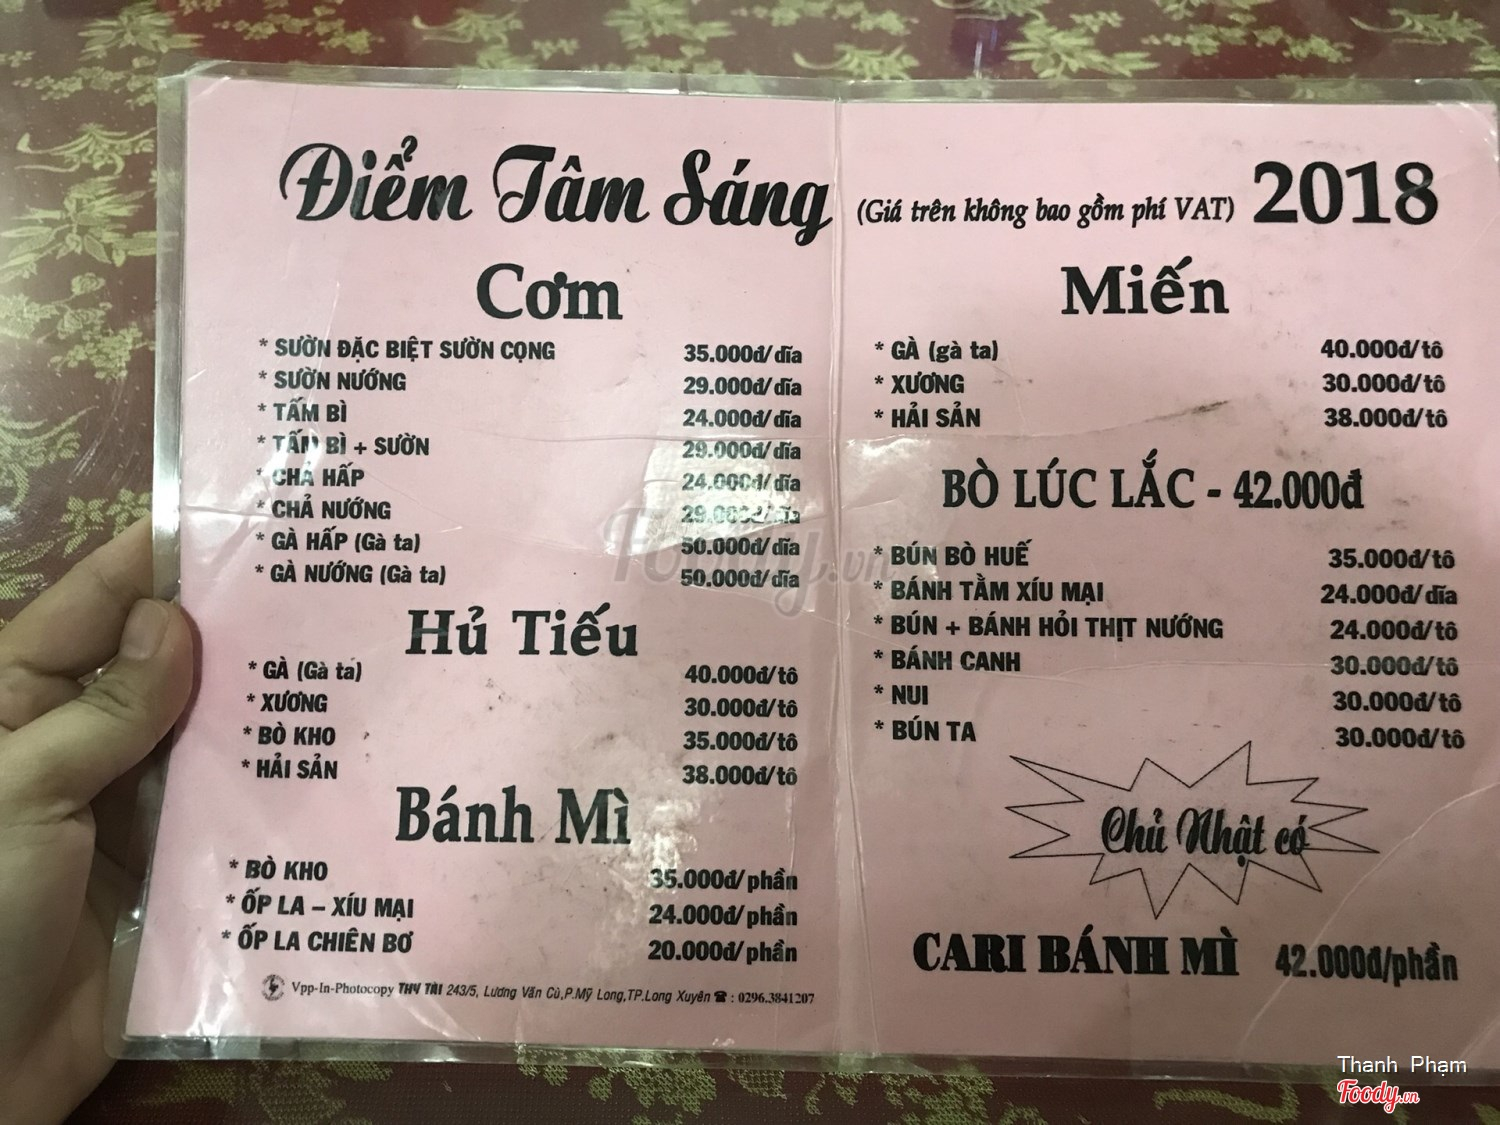 Điểm Tâm Sáng (Giá trên không bao gồm phí VAT) 2018
Cơm
* SƯỜN ĐẶC BIỆT SƯỜN CỌNG 35.000đ/dĩa
* SƯỜN NƯỚNG 29.000đ/dĩa
* TẤM BÌ 24.000đ/dĩa
* TẤM BÌ + SƯỜN 29.000đ/dĩa
* CHẢ HẤP 24.000đ/dĩa
* CHẢ NƯỚNG 29.000đ/dĩa
* GÀ HẤP (Gà ta) 50.000đ/dĩa
* GÀ NƯỚNG (Gà ta) 50.000đ/dĩa
Hủ Tiếu
* GÀ (Gà ta) 40.000đ/tô
* XƯƠNG 30.000đ/tô
* BÒ KHO 35.000đ/tô
* HẢI SẢN 38.000đ/tô
Bánh Mì
* BÒ KHO 35.000đ/phần
* ỐP LA – XÍU MẠI 24.000đ/phần
* ỐP LA CHIÊN BƠ 20.000đ/phần
Vpp-In-Photocopy THY TÀI 243/5, Lương Văn Cù,P.Mỹ Long,TP.Long Xuyên ☎ : 0296.3841207
Miến
* GÀ (gà ta) 40.000đ/tô
* XƯƠNG 30.000đ/tô
* HẢI SẢN 38.000đ/tô
BÒ LÚC LẮC - 42.000đ
* BÚN BÒ HUẾ 35.000đ/tô
* BÁNH TẰM XÍU MẠI 24.000đ/dĩa
* BÚN + BÁNH HỎI THỊT NƯỚNG 24.000đ/tô
* BÁNH CANH 30.000đ/tô
* NUI 30.000đ/tô
* BÚN TA 30.000đ/tô
Chủ Nhật có
CARI BÁNH MÌ 42.000đ/phần
Foody.vn
Thanh Phạm
Foody.vn